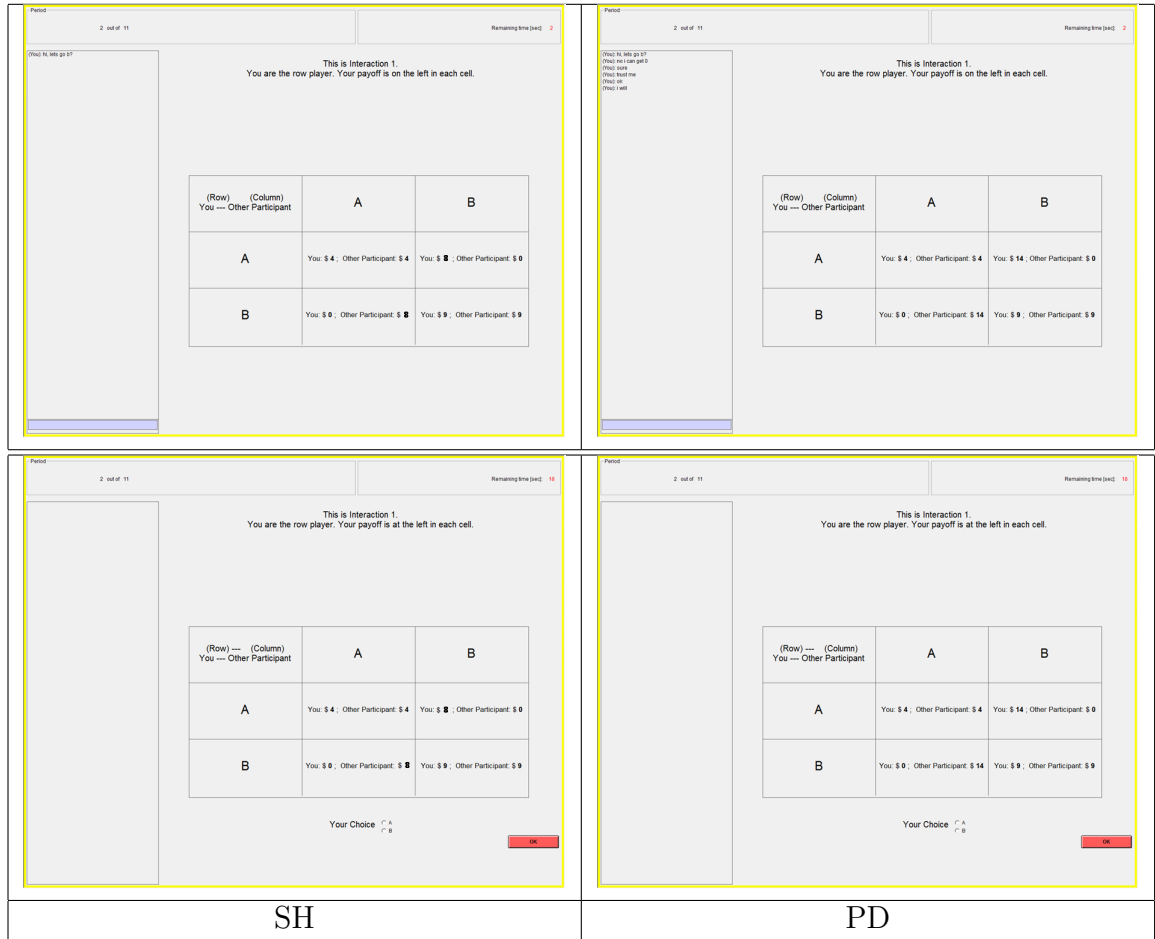 Period
2 out of 11
Remaining time [sec]: 2
(You): hi, lets go b?
This is Interaction 1.
You are the row player. Your payoff is on the left in each cell.
(Row) (Column)
You --- Other Participant
A
B
A
You: $ 4 ; Other Participant: $ 4
You: $ 8 ; Other Participant: $ 0
B
You: $ 0 ; Other Participant: $ 8
You: $ 9 ; Other Participant: $ 9
Period
2 out of 11
Remaining time [sec]: 2
(You): hi, lets go b?
(You): no i can get 0
(You): sure
(You): trust me
(You): ok
(You): i will
This is Interaction 1.
You are the row player. Your payoff is on the left in each cell.
(Row) (Column)
You --- Other Participant
A
B
A
You: $ 4 ; Other Participant: $ 4
You: $ 14 ; Other Participant: $ 0
B
You: $ 0 ; Other Participant: $ 14
You: $ 9 ; Other Participant: $ 9
Period
2 out of 11
Remaining time [sec]: 18
This is Interaction 1.
You are the row player. Your payoff is at the left in each cell.
(Row) --- (Column)
You --- Other Participant
A
B
A
You: $ 4 ; Other Participant: $ 4
You: $ 8 ; Other Participant: $ 0
B
You: $ 0 ; Other Participant: $ 8
You: $ 9 ; Other Participant: $ 9
Your Choice
A
B
OK
Period
2 out of 11
Remaining time [sec]: 18
This is Interaction 1.
You are the row player. Your payoff is at the left in each cell.
(Row) --- (Column)
You --- Other Participant
A
B
A
You: $ 4 ; Other Participant: $ 4
You: $ 14 ; Other Participant: $ 0
B
You: $ 0 ; Other Participant: $ 14
You: $ 9 ; Other Participant: $ 9
Your Choice
A
B
OK
SH
PD